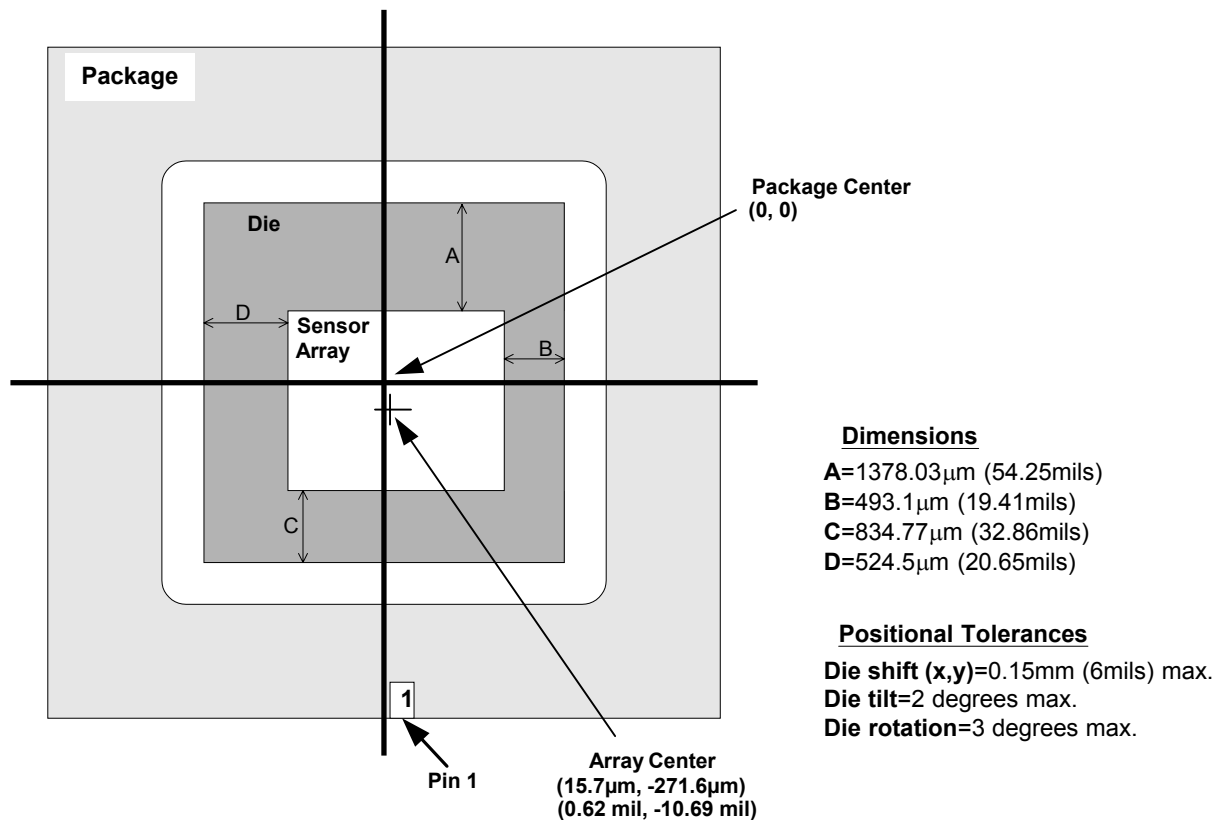 Package
Package Center
(0, 0)
Die
A
D
Sensor
Array
B
C
Dimensions
A=1378.03μm (54.25mils)
B=493.1μm (19.41mils)
C=834.77μm (32.86mils)
D=524.5μm (20.65mils)
Positional Tolerances
Die shift (x,y)=0.15mm (6mils) max.
Die tilt=2 degrees max.
Die rotation=3 degrees max.
1
Pin 1
Array Center
(15.7µm, -271.6µm)
(0.62 mil, -10.69 mil)